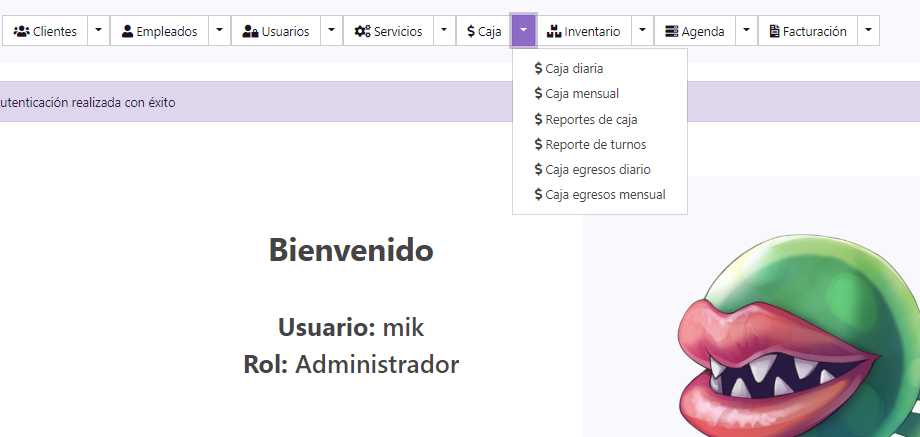 Clientes Empleados Usuarios Servicios $ Caja Inventario Agenda Facturación
$ Caja diaria
$ Caja mensual
utenticación realizada con éxito
$ Reportes de caja
$ Reporte de turnos
$ Caja egresos diario
$ Caja egresos mensual
Bienvenido
Usuario: mik
Rol: Administrador